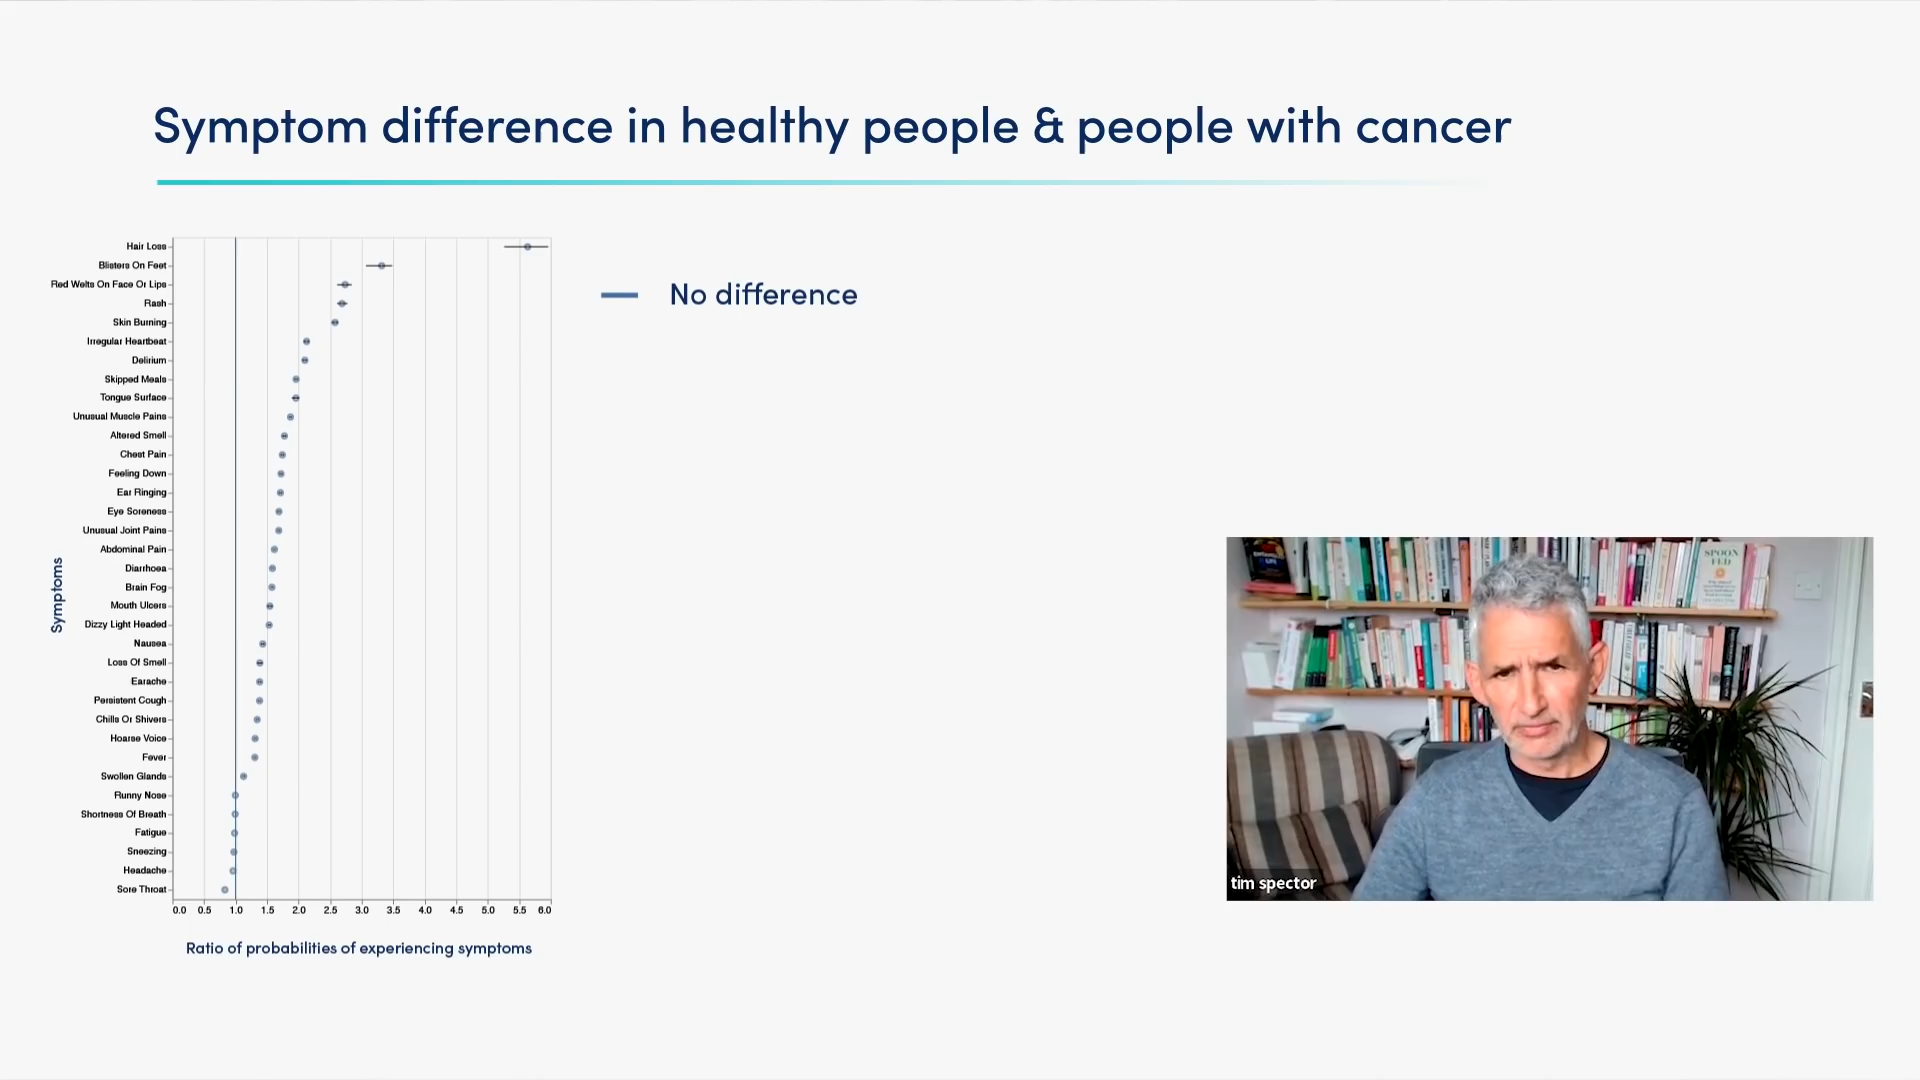 Symptom difference in healthy people & people with cancer
Hair Loss
Blisters On Feet
Red Welts On Face Or Lips
Rash
Skin Burning
Irregular Heartbeat
Delirium
Skipped Meals
Tongue Surface
Unusual Muscle Pains
Altered Smell
Chest Pain
Feeling Down
Ear Ringing
Eye Soreness
Unusual Joint Pains
Abdominal Pain
Diarrhoea
Brain Fog
Mouth Ulcers
Dizzy Light Headed
Nausea
Loss Of Smell
Earache
Persistent Cough
Chills Or Shivers
Hoarse Voice
Fever
Swollen Glands
Runny Nose
Shortness Of Breath
Fatigue
Sneezing
Headache
Sore Throat
Symptoms
0.0 0.5 1.0 1.5 2.0 2.5 3.0 3.5 4.0 4.5 5.0 5.5 6.0
Ratio of probabilities of experiencing symptoms
No difference
SPOON
FED
tim spector